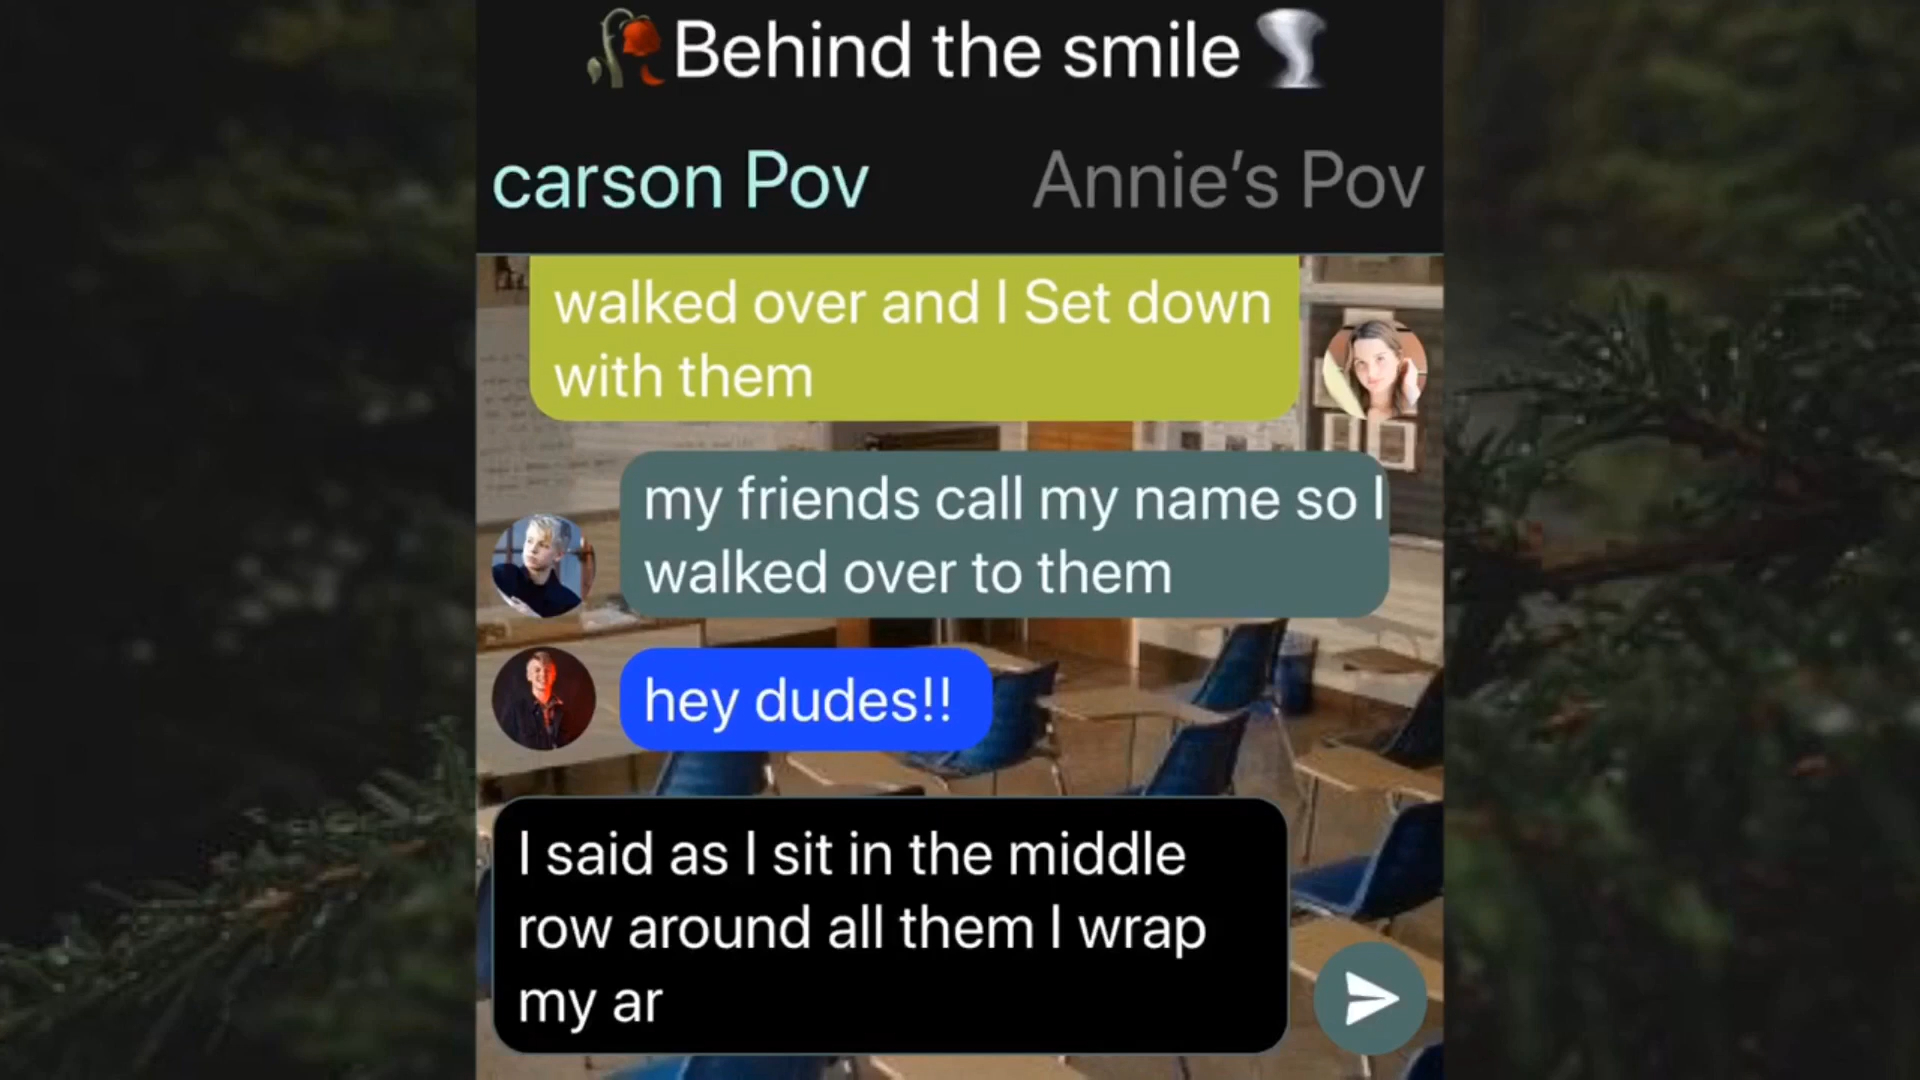 🥀Behind the smile🌪
carson Pov
Annie's Pov
walked over and I Set down
with them
my friends call my name so I
walked over to them
hey dudes!!
I said as I sit in the middle
row around all them I wrap
my ar